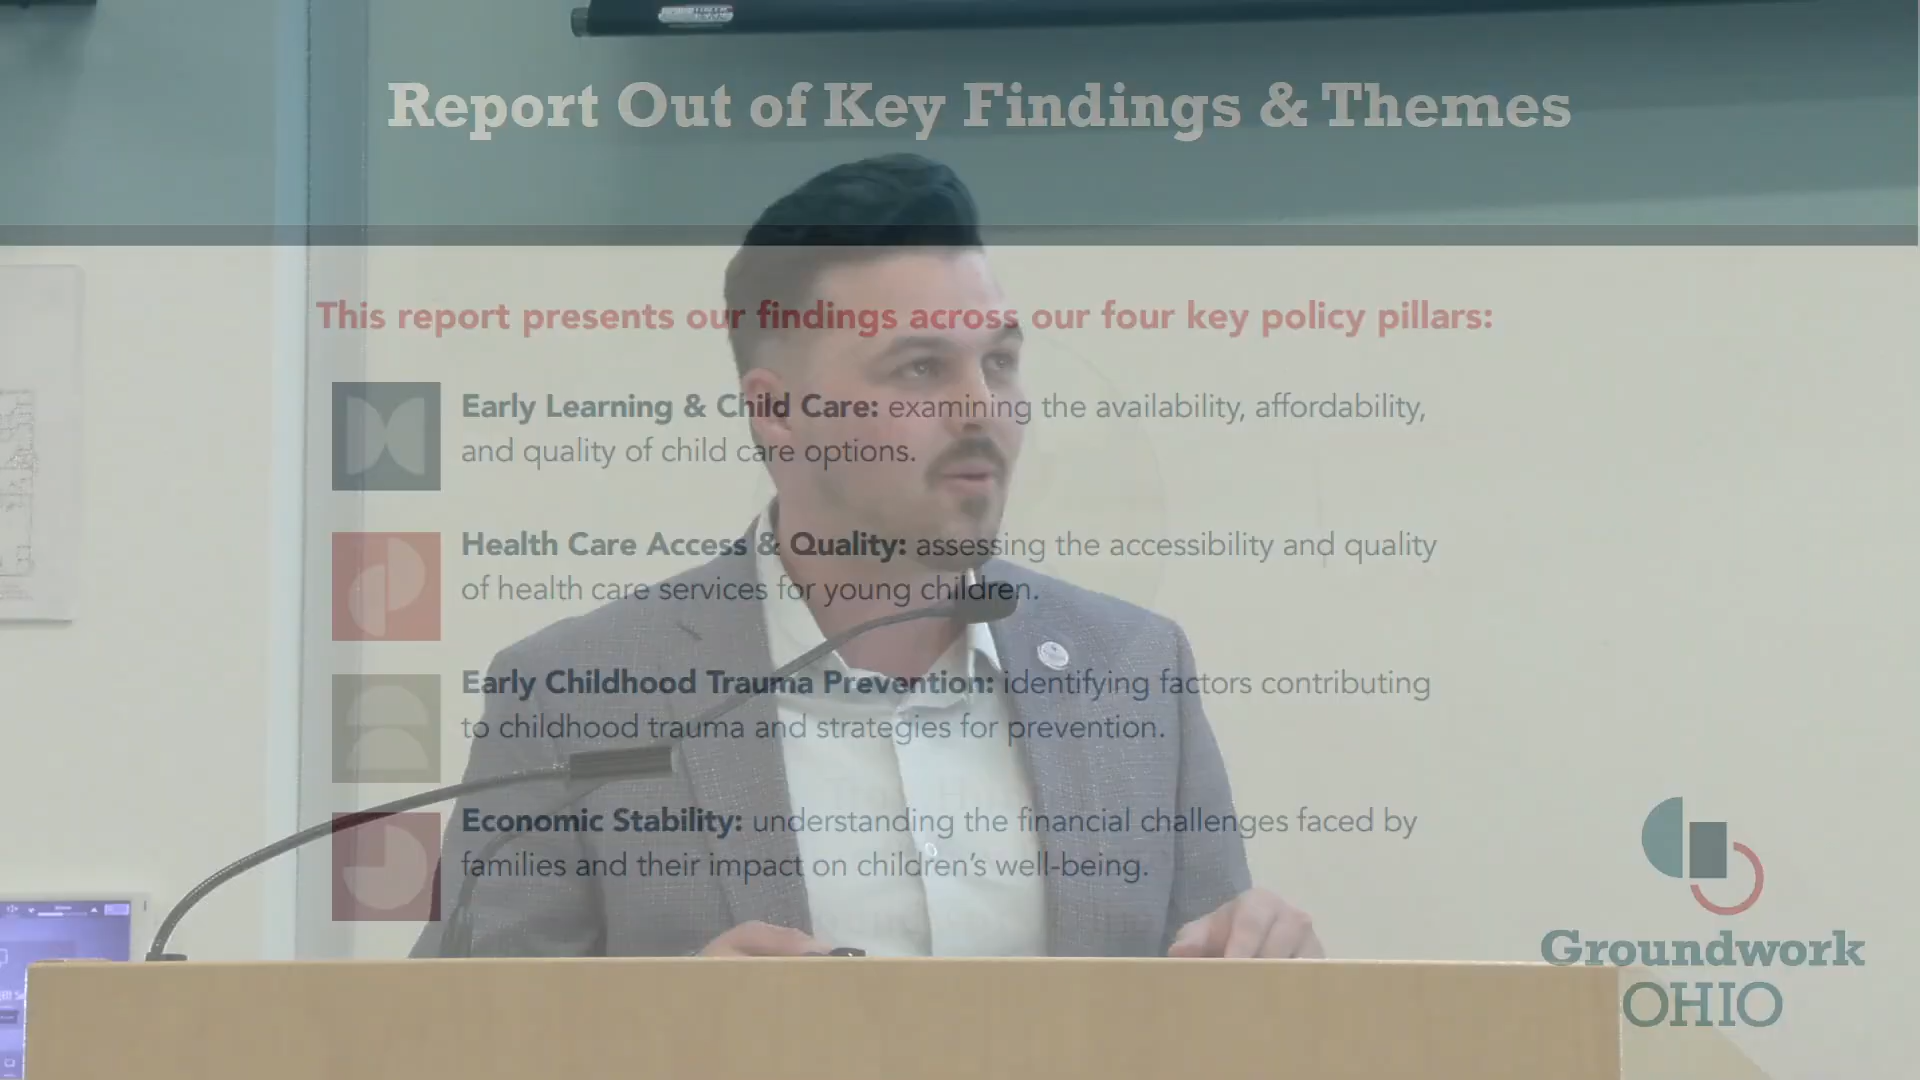 Report Out of Key Findings & Themes
This report presents our findings across our four key policy pillars:
Early Learning & Child Care: examining the availability, affordability,
and quality of child care options.
Health Care Access & Quality: assessing the accessibility and quality
of health care services for young children.
Early Childhood Trauma Prevention: identifying factors contributing
to childhood trauma and strategies for prevention.
Economic Stability: understanding the financial challenges faced by
families and their impact on children's well-being.
Groundwork
OHIO